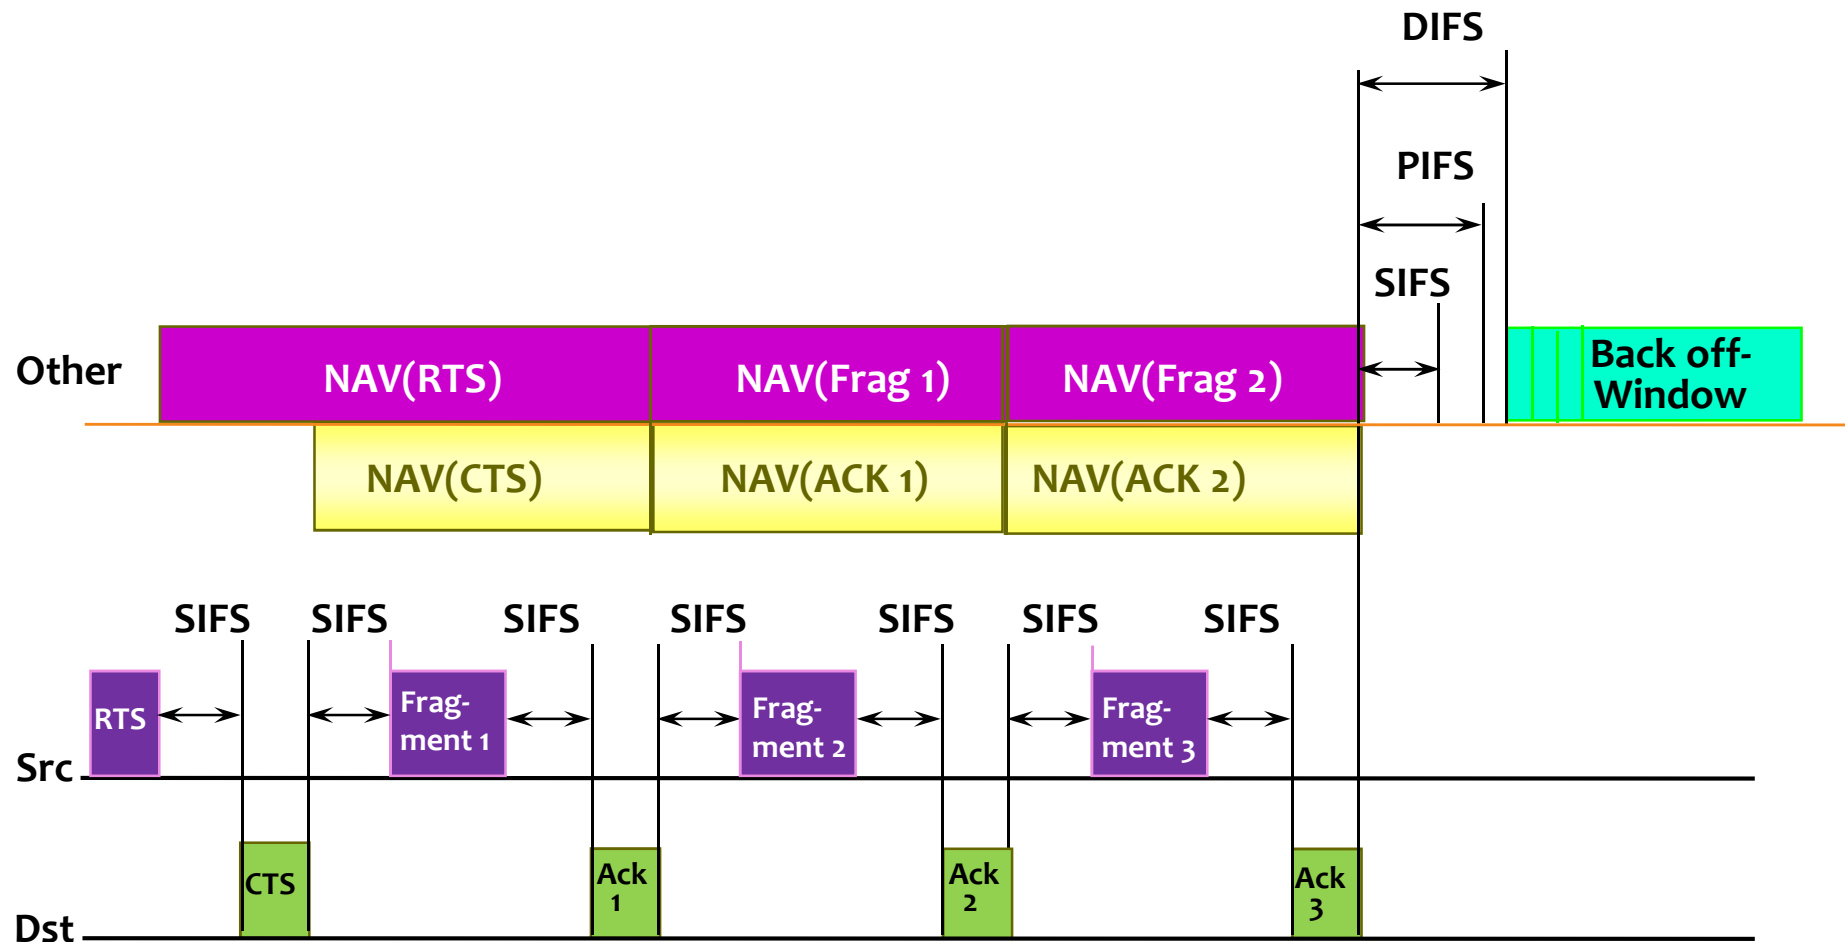 DIFS
PIFS
SIFS
Other
NAV(RTS)
NAV(Frag 1)
NAV(Frag 2)
Back off-
Window
NAV(CTS)
NAV(ACK 1)
NAV(ACK 2)
SIFS
SIFS
SIFS
SIFS
SIFS
SIFS
SIFS
RTS
Frag-
ment 1
Frag-
ment 2
Frag-
ment 3
Src
CTS
Ack
1
Ack
2
Ack
3
Dst